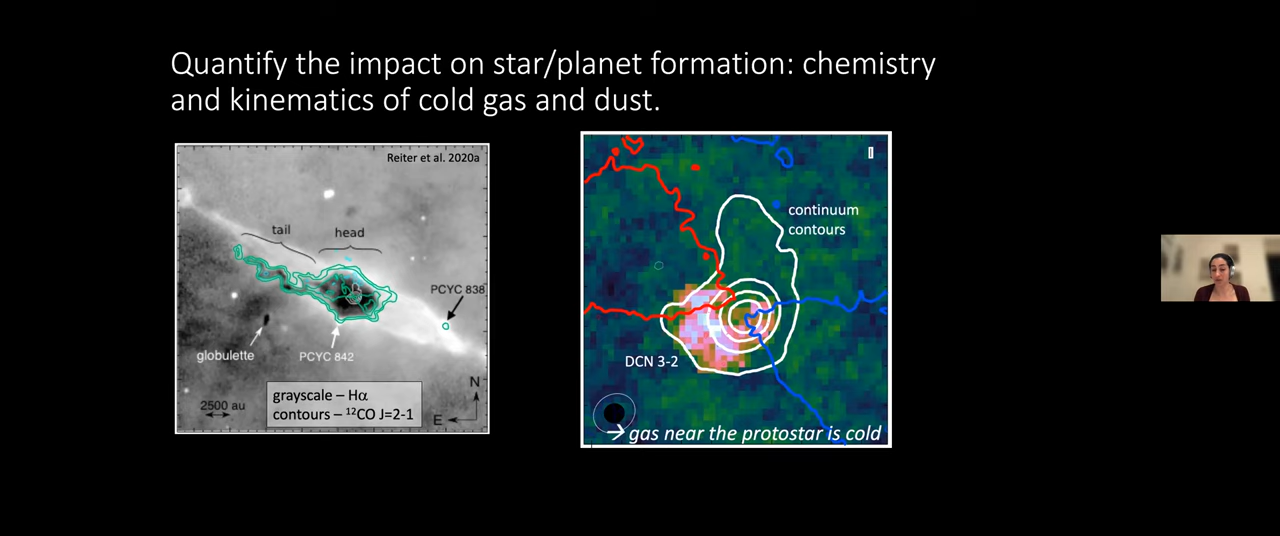 Quantify the impact on star/planet formation: chemistry
and kinematics of cold gas and dust.
Reiter et al. 2020a
tail
head
PCYC 838
globulette
PCYC 842
grayscale – Hα
contours – ¹²CO J=2-1
2500 au
N
E
continuum
contours
DCN 3-2
→ gas near the protostar is cold